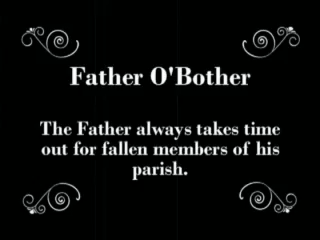 Father O'Bother
The Father always takes time
out for fallen members of his
parish.